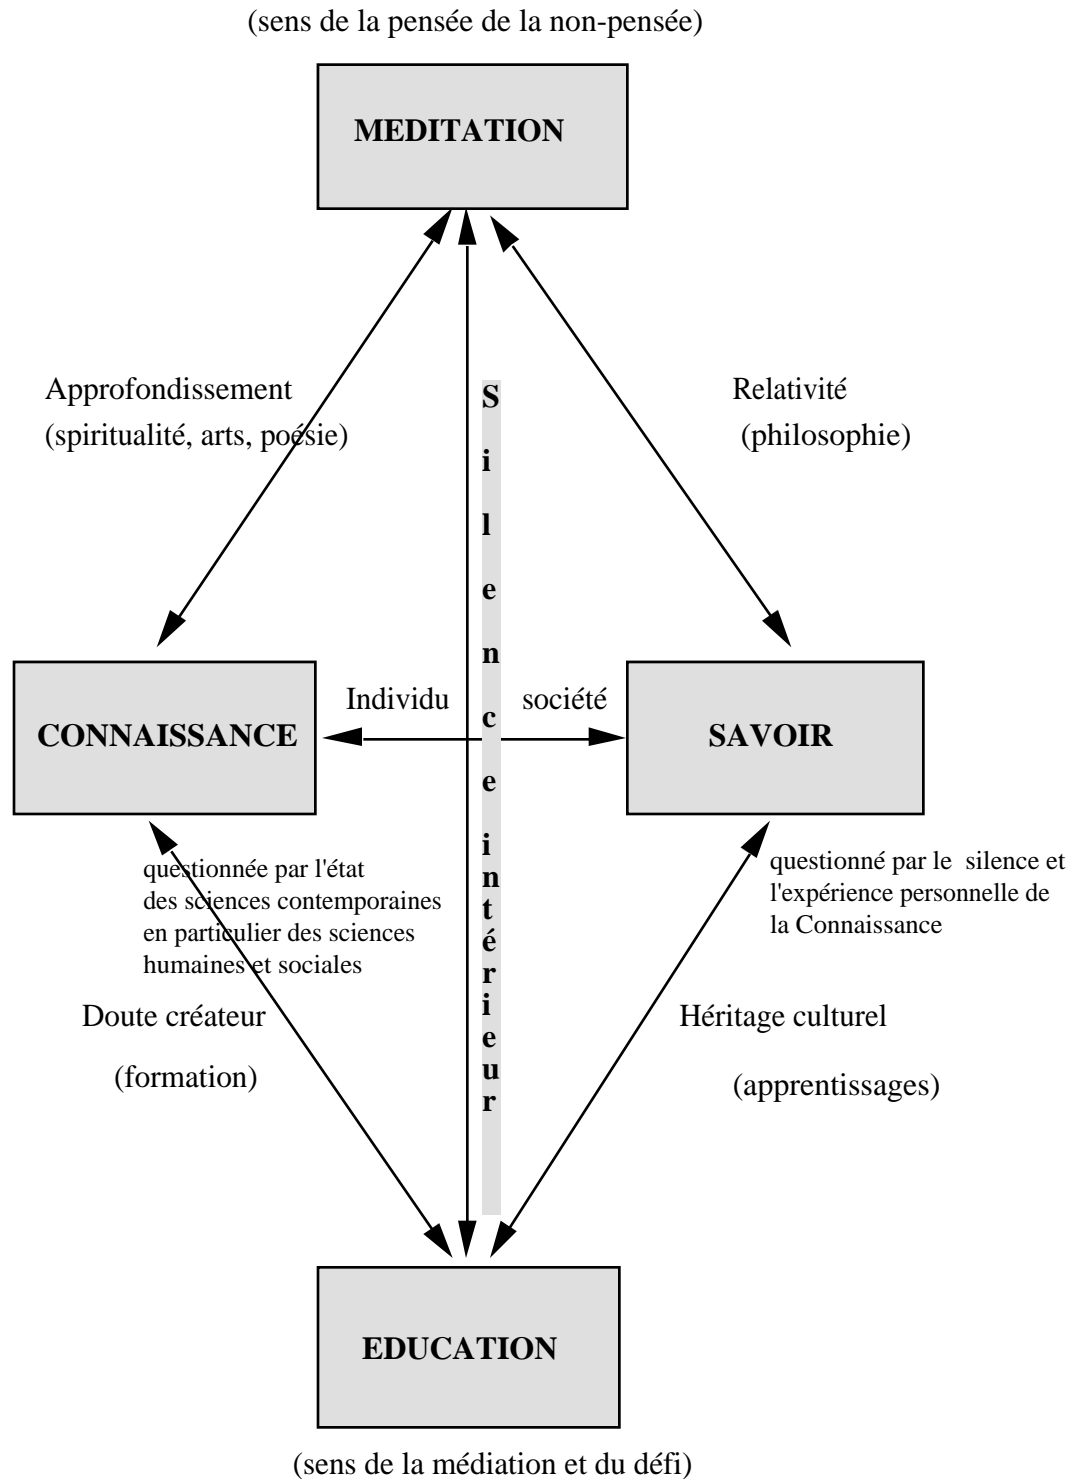 (sens de la pensée de la non-pensée)
MEDITATION
Approfondissement
(spiritualité, arts, poésie)
Relativité
(philosophie)
Silence intérieur
Individu
société
CONNAISSANCE
SAVOIR
questionnée par l'état
des sciences contemporaines
en particulier des sciences
humaines et sociales
questionné par le silence et
l'expérience personnelle de
la Connaissance
Doute créateur
(formation)
Héritage culturel
(apprentissages)
EDUCATION
(sens de la médiation et du défi)